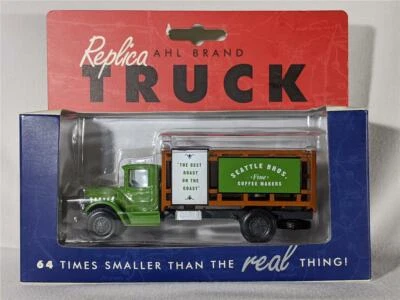 Replica
AHL BRAND
TRUCK
"THE BEST
ROAST
ON THE
COAST"
SEATTLE BROS.
Fine
COFFEE MAKERS
64 TIMES SMALLER THAN THE real THING!